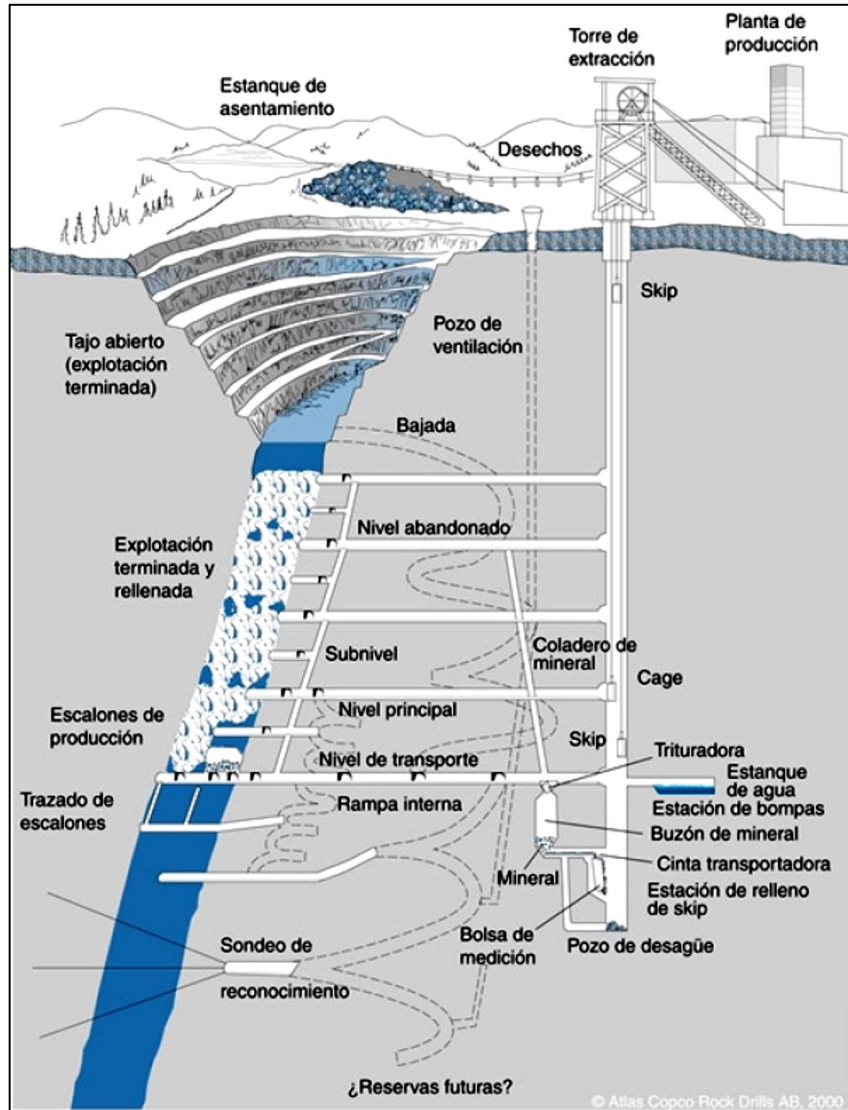 Torre de
extracción
Planta de
producción
Estanque de
asentamiento
Desechos
Skip
Tajo abierto
(explotación
terminada)
Pozo de
ventilación
Bajada
Nivel abandonado
Explotación
terminada y
rellenada
Subnivel
Coladero de
mineral
Cage
Nivel principal
Escalones de
producción
Skip
Nivel de transporte
Trituradora
Estanque
de agua
Trazado de
escalones
Rampa interna
Estación de bompas
Buzón de mineral
Cinta transportadora
Mineral
Estación de relleno
de skip
Bolsa de
medición
Pozo de desagüe
Sondeo de
reconocimiento
¿Reservas futuras?
© Atlas Copco Rock Drills AB, 2000